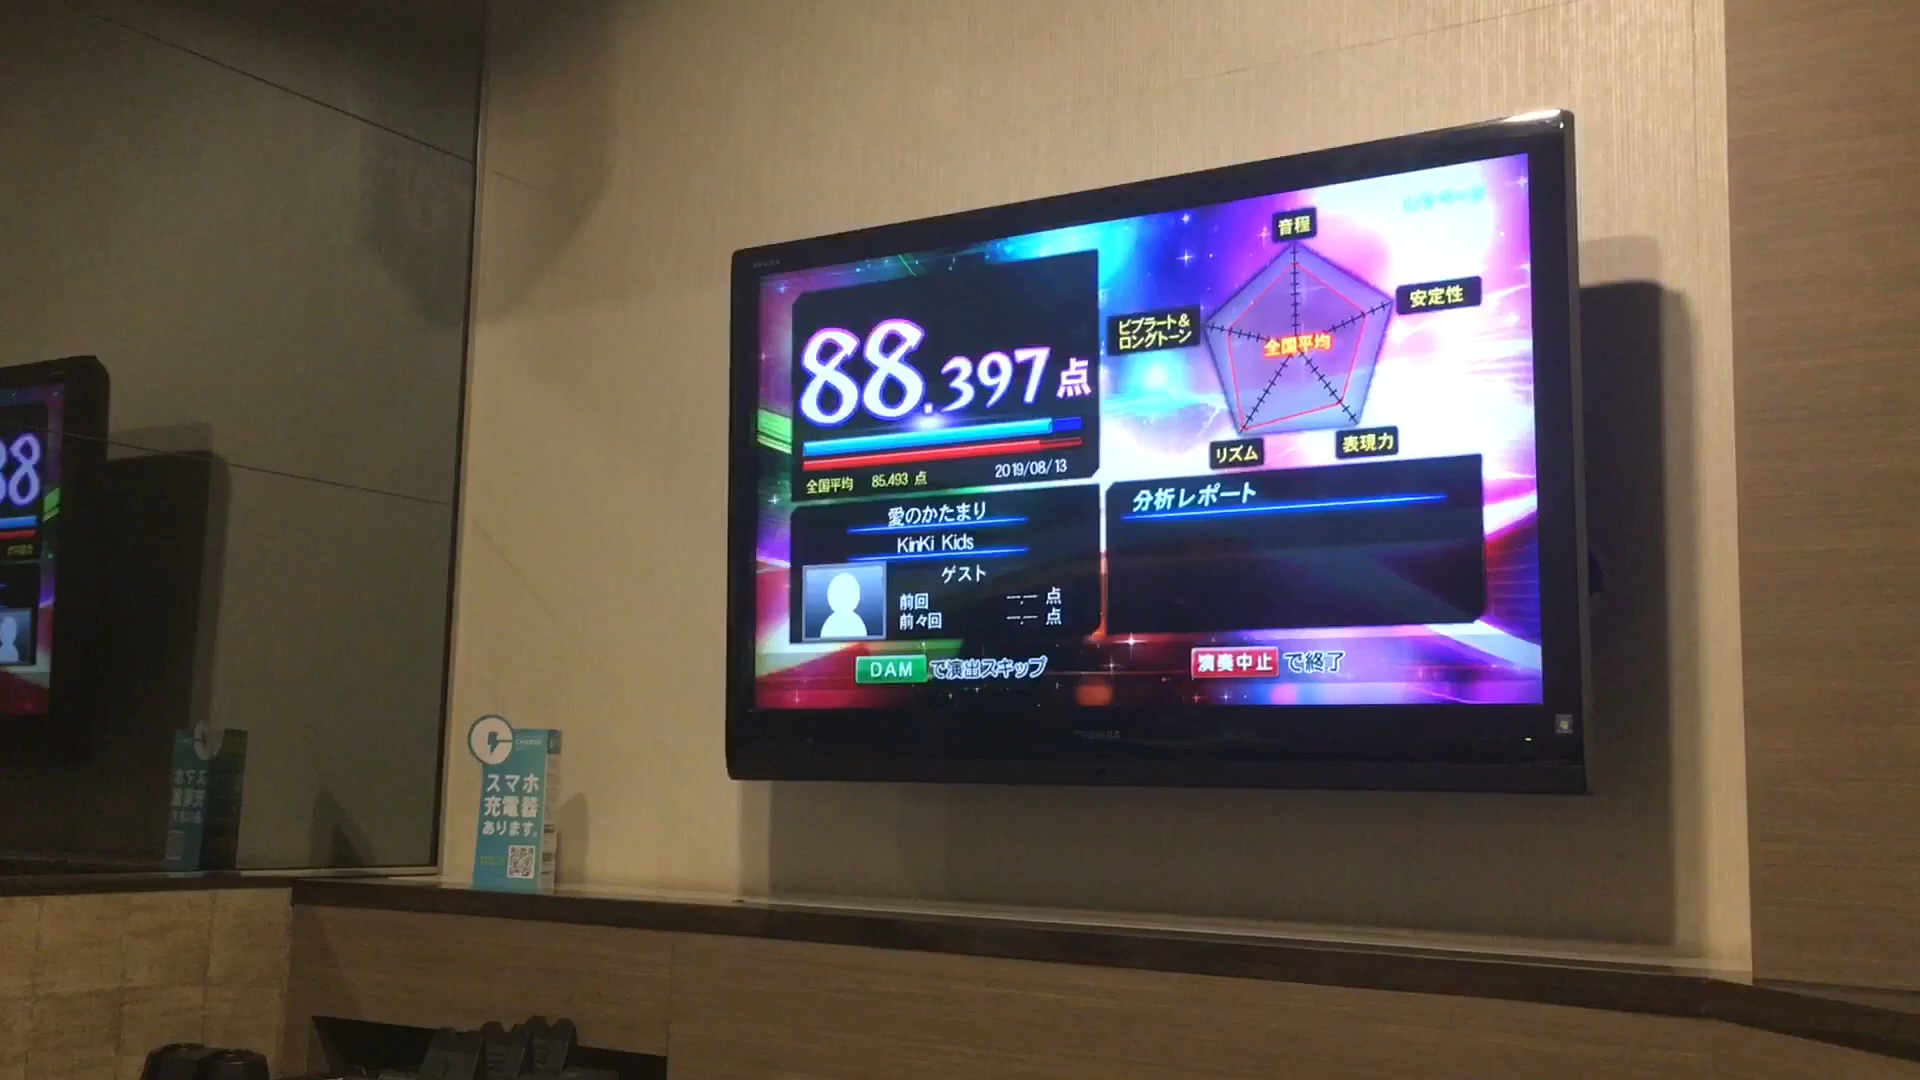 88.397点
全国平均 85.493 点 2019/08/13
愛のかたまり
KinKi Kids
ゲスト
前回 --.-- 点
前々回 --.-- 点
DAM で演出スキップ
音程
安定性
ビブラート&
ロングトーン
全国平均
リズム
表現力
分析レポート
演奏中止 で終了
TOSHIBA
スマホ
充電器
あります。
88